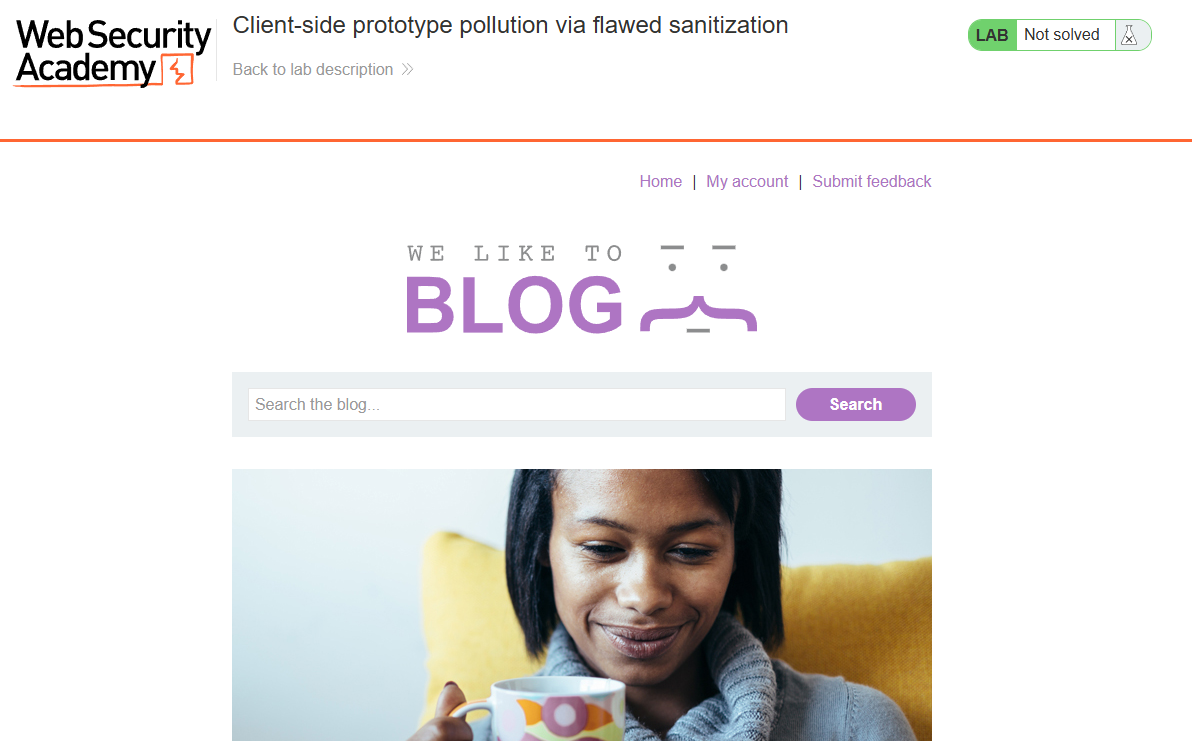 Web Security
Academy
Client-side prototype pollution via flawed sanitization
Back to lab description
LAB Not solved
Home | My account | Submit feedback
WE LIKE TO
BLOG
Search the blog...
Search